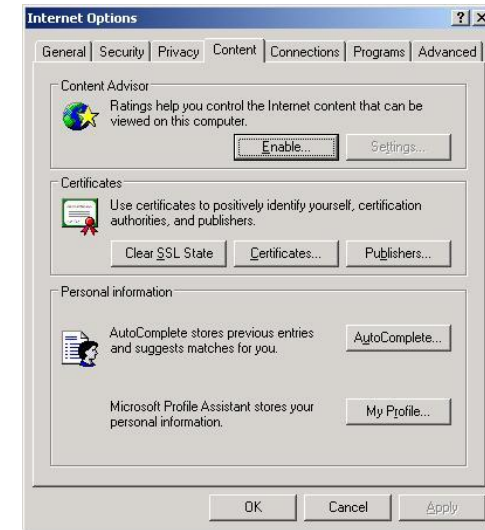 Internet Options
General Security Privacy Content Connections Programs Advanced
Content Advisor
Ratings help you control the Internet content that can be
viewed on this computer.
Enable... Settings...
Certificates
Use certificates to positively identify yourself, certification
authorities, and publishers.
Clear SSL State Certificates... Publishers...
Personal information
AutoComplete stores previous entries
and suggests matches for you.
AutoComplete...
Microsoft Profile Assistant stores your
personal information.
My Profile...
OK Cancel Apply